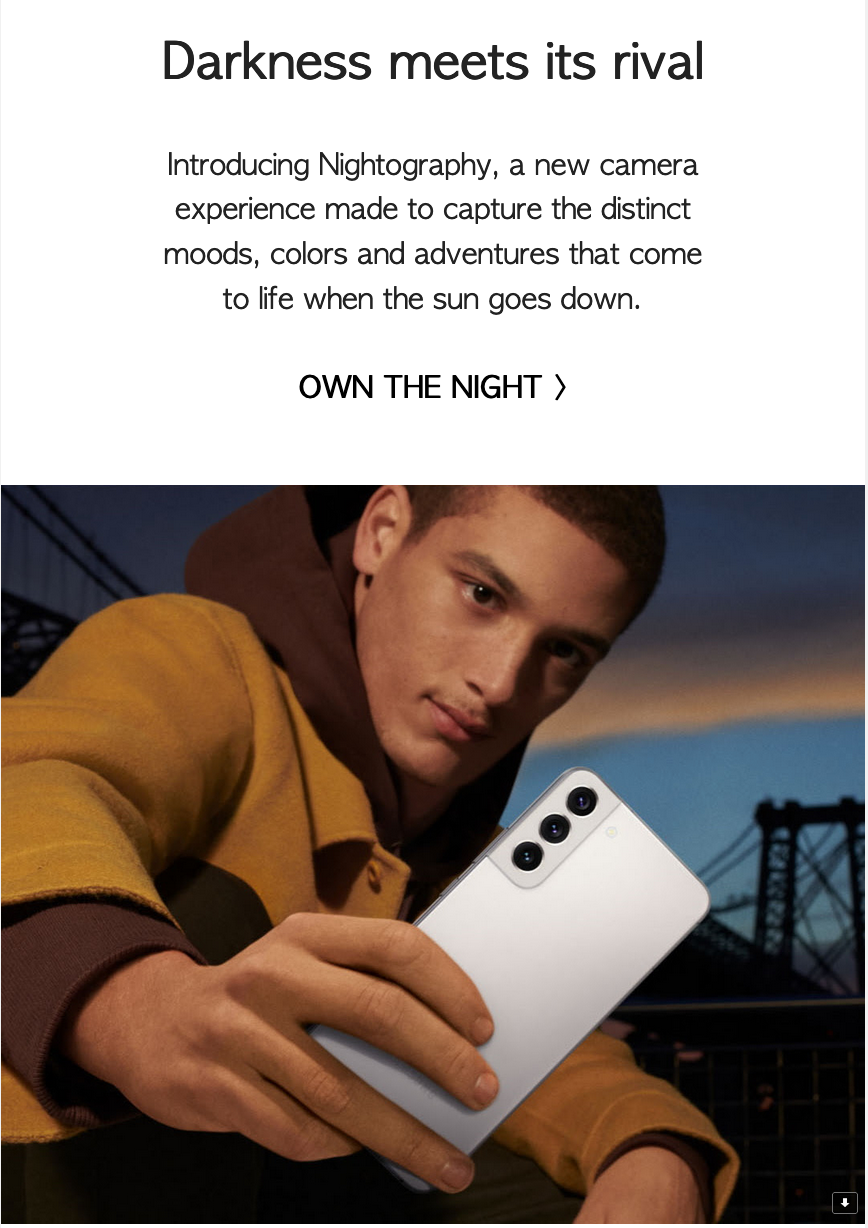 Darkness meets its rival
Introducing Nightography, a new camera
experience made to capture the distinct
moods, colors and adventures that come
to life when the sun goes down.
OWN THE NIGHT 〉